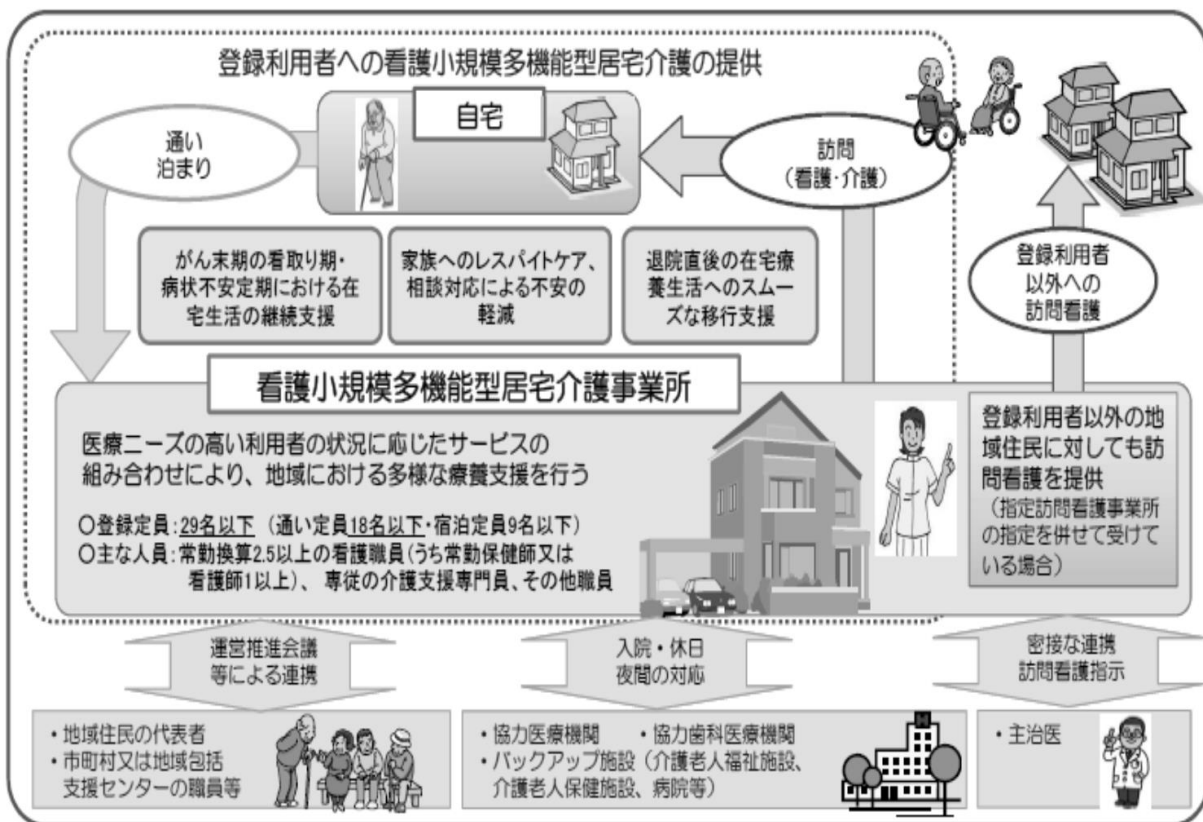 登録利用者への看護小規模多機能型居宅介護の提供
自宅
通い
泊まり
訪問
(看護・介護)
がん末期の看取り期・
病状不安定期における在
宅生活の継続支援
家族へのレスパイトケア、
相談対応による不安の
軽減
退院直後の在宅療
養生活へのスムー
ズな移行支援
登録利用者
以外への
訪問看護
看護小規模多機能型居宅介護事業所
医療ニーズの高い利用者の状況に応じたサービスの
組み合わせにより、地域における多様な療養支援を行う
○登録定員:29名以下 (通い定員18名以下・宿泊定員9名以下)
○主な人員:常勤換算2.5以上の看護職員(うち常勤保健師又は
看護師1以上)、 専従の介護支援専門員、その他職員
登録利用者以外の地
域住民に対しても訪
問看護を提供
(指定訪問看護事業所
の指定を併せて受けて
いる場合)
運営推進会議
等による連携
入院・休日
夜間の対応
密接な連携
訪問看護指示
・地域住民の代表者
・市町村又は地域包括
支援センターの職員等
・協力医療機関 ・協力歯科医療機関
・バックアップ施設(介護老人福祉施設、
介護老人保健施設、病院等)
H
・主治医